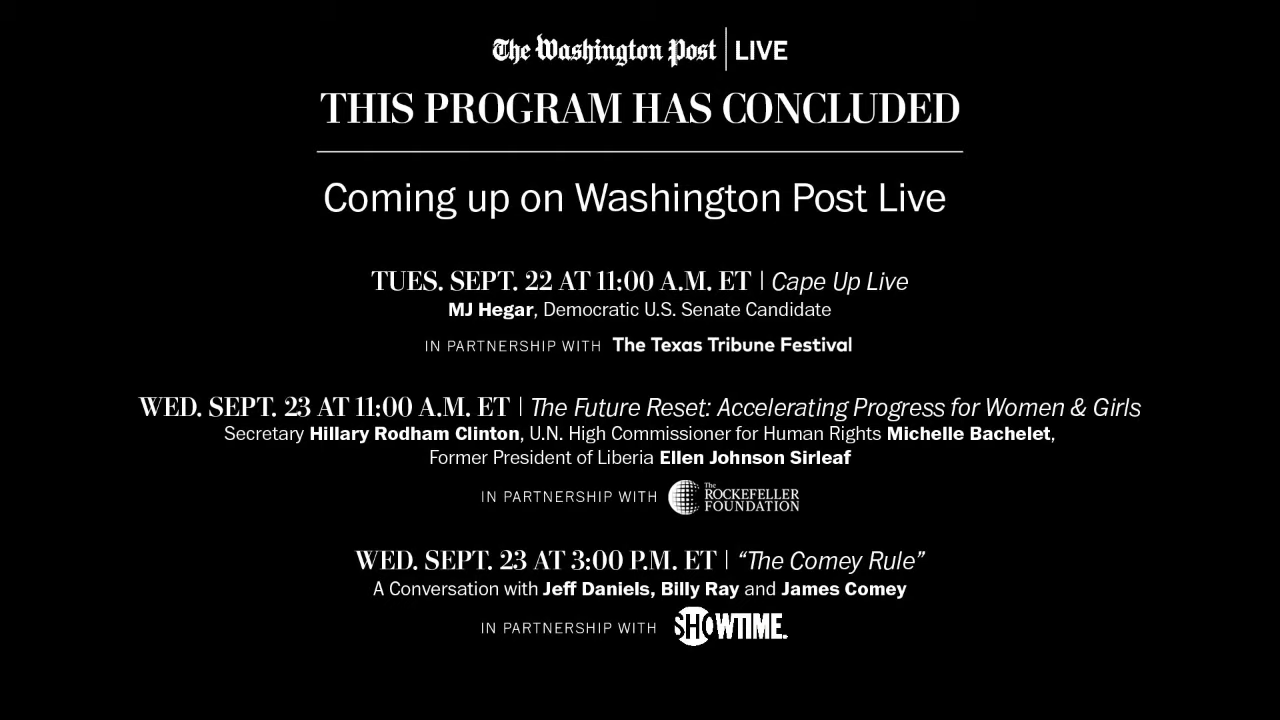 The Washington Post | LIVE
THIS PROGRAM HAS CONCLUDED
Coming up on Washington Post Live
TUES. SEPT. 22 AT 11:00 A.M. ET | Cape Up Live
MJ Hegar, Democratic U.S. Senate Candidate
IN PARTNERSHIP WITH The Texas Tribune Festival
WED. SEPT. 23 AT 11:00 A.M. ET | The Future Reset: Accelerating Progress for Women & Girls
Secretary Hillary Rodham Clinton, U.N. High Commissioner for Human Rights Michelle Bachelet,
Former President of Liberia Ellen Johnson Sirleaf
IN PARTNERSHIP WITH The ROCKEFELLER FOUNDATION
WED. SEPT. 23 AT 3:00 P.M. ET | “The Comey Rule”
A Conversation with Jeff Daniels, Billy Ray and James Comey
IN PARTNERSHIP WITH SHOWTIME.